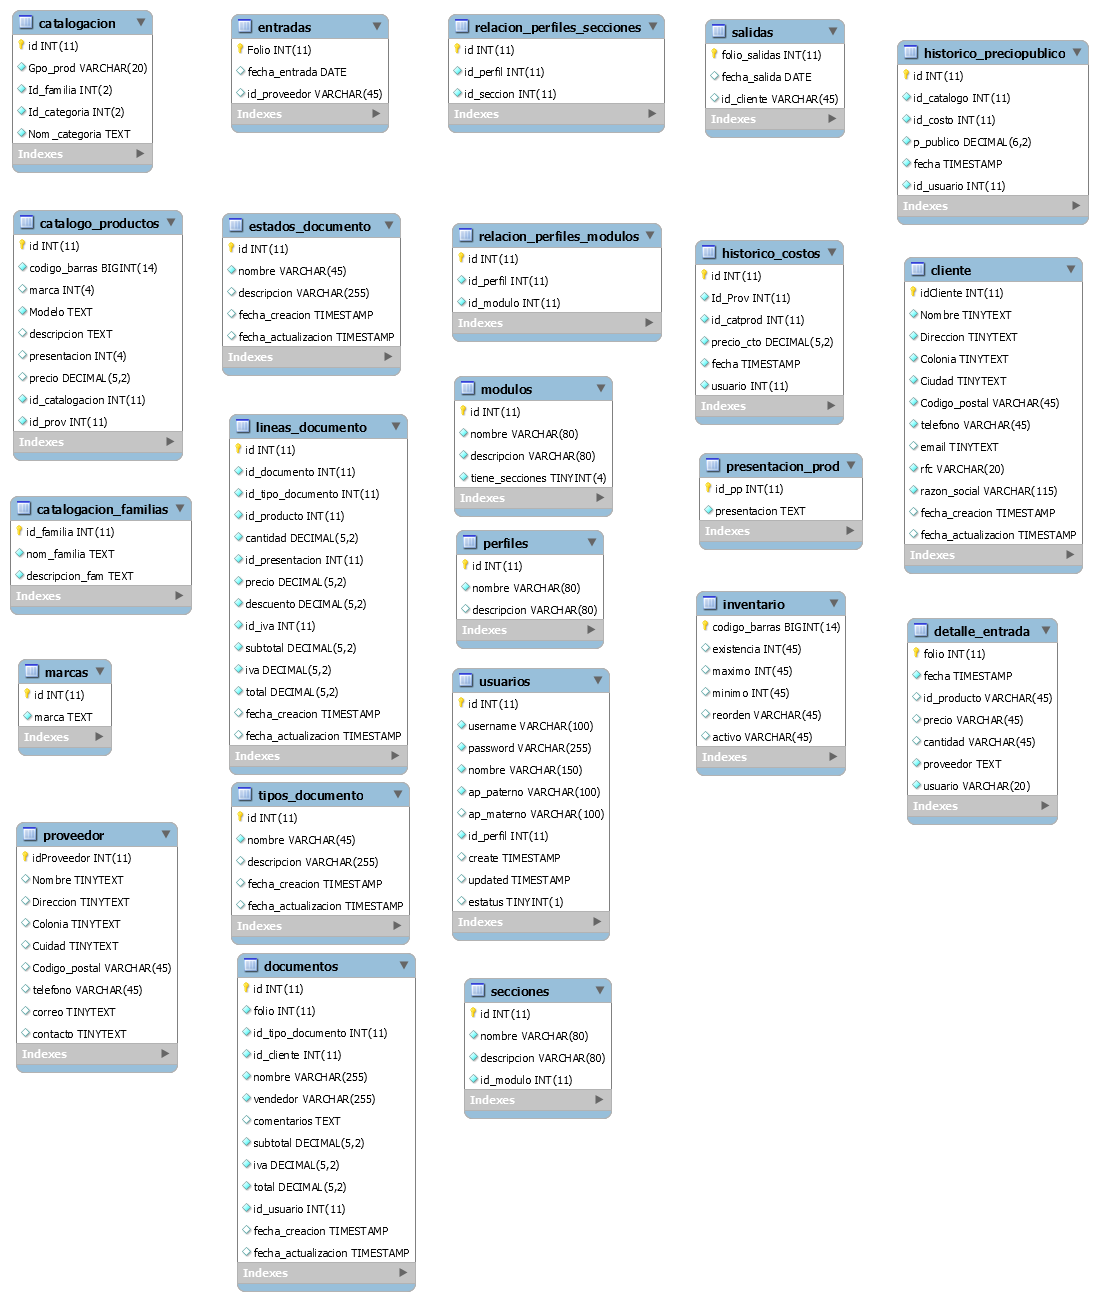 catalogacion
id INT(11)
Gpo_prod VARCHAR(20)
Id_familia INT(2)
Id_categoria INT(2)
Nom _categoria TEXT
Indexes
catalogo_productos
id INT(11)
codigo_barras BIGINT(14)
marca INT(4)
Modelo TEXT
descripcion TEXT
presentacion INT(4)
precio DECIMAL(5,2)
id_catalogacion INT(11)
id_prov INT(11)
Indexes
catalogacion_familias
id_familia INT(11)
nom_familia TEXT
descripcion_fam TEXT
Indexes
marcas
id INT(11)
marca TEXT
Indexes
proveedor
idProveedor INT(11)
Nombre TINYTEXT
Direccion TINYTEXT
Colonia TINYTEXT
Cuidad TINYTEXT
Codigo_postal VARCHAR(45)
telefono VARCHAR(45)
correo TINYTEXT
contacto TINYTEXT
Indexes
entradas
Folio INT(11)
fecha_entrada DATE
id_proveedor VARCHAR(45)
Indexes
estados_documento
id INT(11)
nombre VARCHAR(45)
descripcion VARCHAR(255)
fecha_creacion TIMESTAMP
fecha_actualizacion TIMESTAMP
Indexes
lineas_documento
id INT(11)
id_documento INT(11)
id_tipo_documento INT(11)
id_producto INT(11)
cantidad DECIMAL(5,2)
id_presentacion INT(11)
precio DECIMAL(5,2)
descuento DECIMAL(5,2)
id_iva INT(11)
subtotal DECIMAL(5,2)
iva DECIMAL(5,2)
total DECIMAL(5,2)
fecha_creacion TIMESTAMP
fecha_actualizacion TIMESTAMP
Indexes
tipos_documento
id INT(11)
nombre VARCHAR(45)
descripcion VARCHAR(255)
fecha_creacion TIMESTAMP
fecha_actualizacion TIMESTAMP
Indexes
documentos
id INT(11)
folio INT(11)
id_tipo_documento INT(11)
id_cliente INT(11)
nombre VARCHAR(255)
vendedor VARCHAR(255)
comentarios TEXT
subtotal DECIMAL(5,2)
iva DECIMAL(5,2)
total DECIMAL(5,2)
id_usuario INT(11)
fecha_creacion TIMESTAMP
fecha_actualizacion TIMESTAMP
Indexes
relacion_perfiles_secciones
id INT(11)
id_perfil INT(11)
id_seccion INT(11)
Indexes
relacion_perfiles_modulos
id INT(11)
id_perfil INT(11)
id_modulo INT(11)
Indexes
modulos
id INT(11)
nombre VARCHAR(80)
descripcion VARCHAR(80)
tiene_secciones TINYINT(4)
Indexes
perfiles
id INT(11)
nombre VARCHAR(80)
descripcion VARCHAR(80)
Indexes
usuarios
id INT(11)
username VARCHAR(100)
password VARCHAR(255)
nombre VARCHAR(150)
ap_paterno VARCHAR(100)
ap_materno VARCHAR(100)
id_perfil INT(11)
create TIMESTAMP
updated TIMESTAMP
estatus TINYINT(1)
Indexes
secciones
id INT(11)
nombre VARCHAR(80)
descripcion VARCHAR(80)
id_modulo INT(11)
Indexes
salidas
folio_salidas INT(11)
fecha_salida DATE
id_cliente VARCHAR(45)
Indexes
historico_costos
id INT(11)
Id_Prov INT(11)
id_catprod INT(11)
precio_cto DECIMAL(5,2)
fecha TIMESTAMP
usuario INT(11)
Indexes
presentacion_prod
id_pp INT(11)
presentacion TEXT
Indexes
inventario
codigo_barras BIGINT(14)
existencia INT(45)
maximo INT(45)
minimo INT(45)
reorden VARCHAR(45)
activo VARCHAR(45)
Indexes
historico_preciopublico
id INT(11)
id_catalogo INT(11)
id_costo INT(11)
p_publico DECIMAL(6,2)
fecha TIMESTAMP
id_usuario INT(11)
Indexes
cliente
idCliente INT(11)
Nombre TINYTEXT
Direccion TINYTEXT
Colonia TINYTEXT
Ciudad TINYTEXT
Codigo_postal VARCHAR(45)
telefono VARCHAR(45)
email TINYTEXT
rfc VARCHAR(20)
razon_social VARCHAR(115)
fecha_creacion TIMESTAMP
fecha_actualizacion TIMESTAMP
Indexes
detalle_entrada
folio INT(11)
fecha TIMESTAMP
id_producto VARCHAR(45)
precio VARCHAR(45)
cantidad VARCHAR(45)
proveedor TEXT
usuario VARCHAR(20)
Indexes